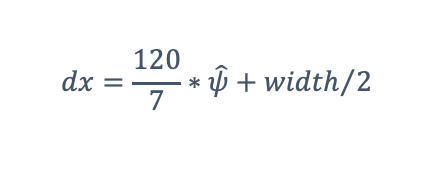 dx = 120/7 * ψ̂ + width/2